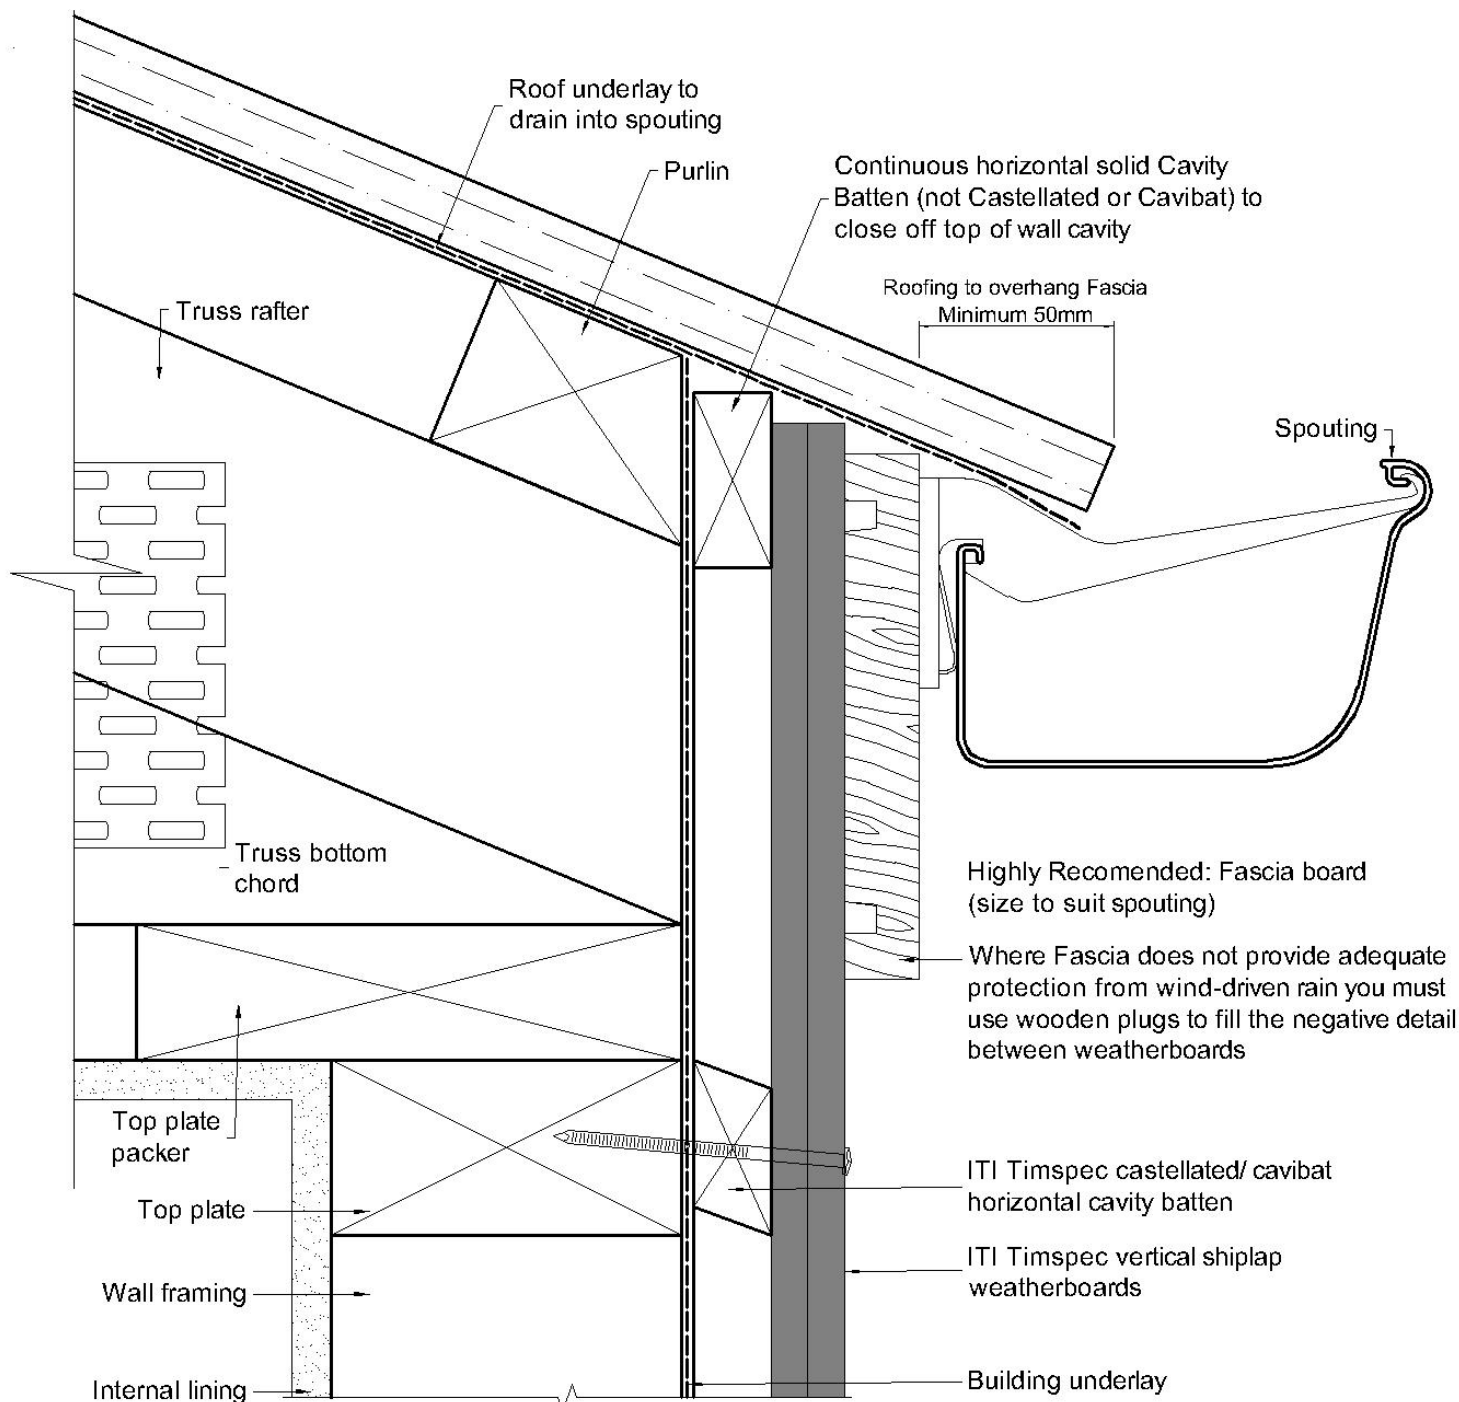 Roof underlay to
drain into spouting
Purlin
Continuous horizontal solid Cavity
Batten (not Castellated or Cavibat) to
close off top of wall cavity
Roofing to overhang Fascia
Minimum 50mm
Truss rafter
Spouting
Truss bottom
chord
Highly Recomended: Fascia board
(size to suit spouting)
Where Fascia does not provide adequate
protection from wind-driven rain you must
use wooden plugs to fill the negative detail
between weatherboards
Top plate
packer
ITI Timspec castellated/ cavibat
horizontal cavity batten
Top plate
ITI Timspec vertical shiplap
weatherboards
Wall framing
Internal lining
Building underlay